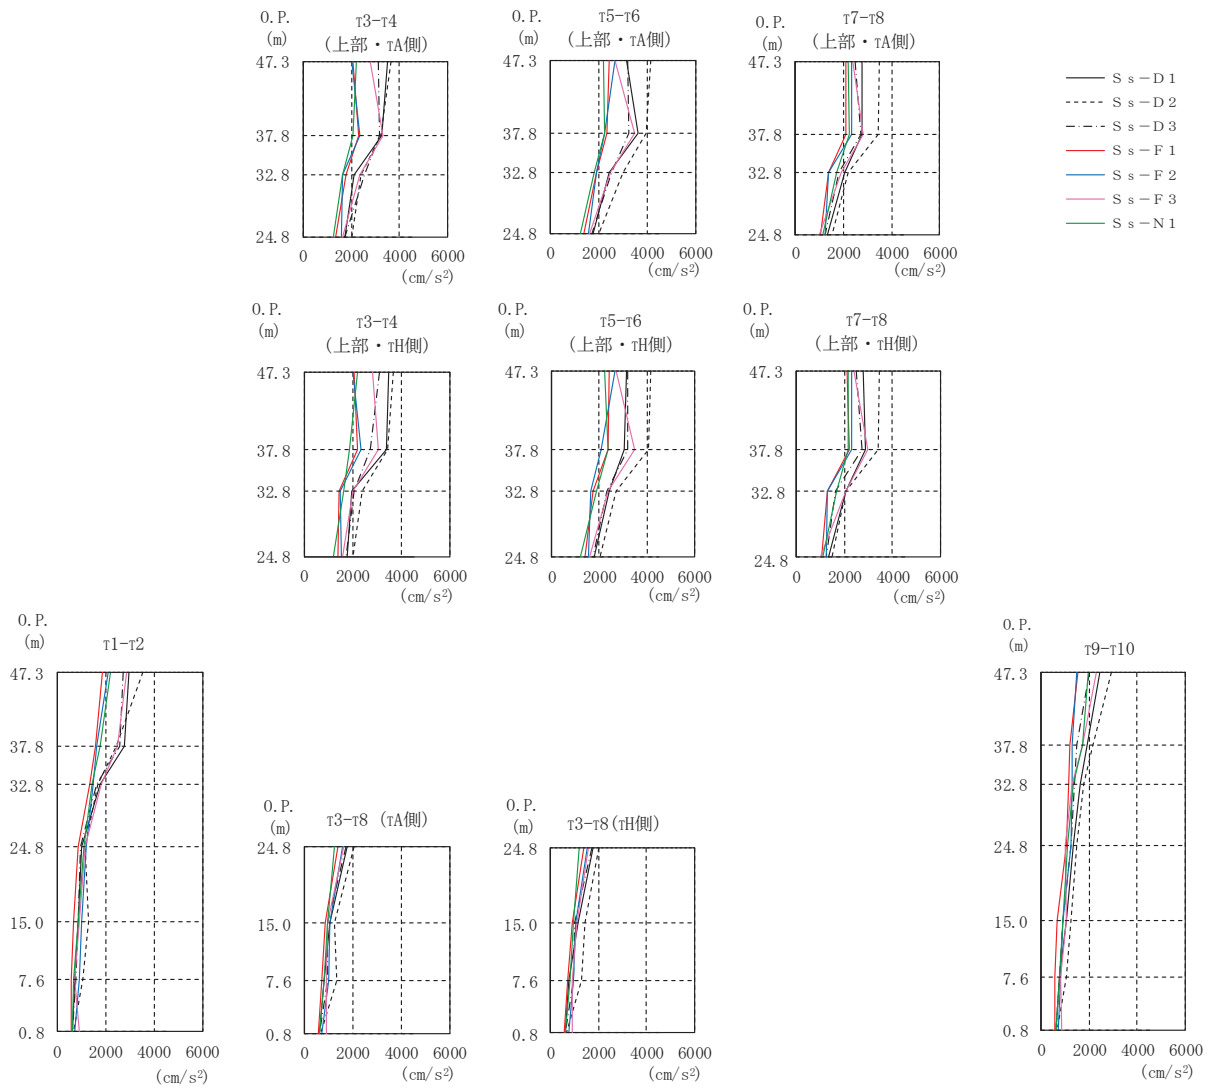 O.P.
(m)
T3-T4
(上部・TA側)
47.3
37.8
32.8
24.8
0 2000 4000 6000
(cm/s²)
O.P.
(m)
T5-T6
(上部・TA側)
47.3
37.8
32.8
24.8
0 2000 4000 6000
(cm/s²)
O.P.
(m)
T7-T8
(上部・TA側)
47.3
37.8
32.8
24.8
0 2000 4000 6000
(cm/s²)
Ss-D1
Ss-D2
Ss-D3
Ss-F1
Ss-F2
Ss-F3
Ss-N1
O.P.
(m)
T3-T4
(上部・TH側)
47.3
37.8
32.8
24.8
0 2000 4000 6000
(cm/s²)
O.P.
(m)
T5-T6
(上部・TH側)
47.3
37.8
32.8
24.8
0 2000 4000 6000
(cm/s²)
O.P.
(m)
T7-T8
(上部・TH側)
47.3
37.8
32.8
24.8
0 2000 4000 6000
(cm/s²)
O.P.
(m)
T1-T2
47.3
37.8
32.8
24.8
15.0
7.6
0.8
0 2000 4000 6000
(cm/s²)
O.P.
(m)
T3-T8 (TA側)
24.8
15.0
7.6
0.8
0 2000 4000 6000
(cm/s²)
O.P.
(m)
T3-T8(TH側)
24.8
15.0
7.6
0.8
0 2000 4000 6000
(cm/s²)
O.P.
(m)
T9-T10
47.3
37.8
32.8
24.8
15.0
7.6
0.8
0 2000 4000 6000
(cm/s²)